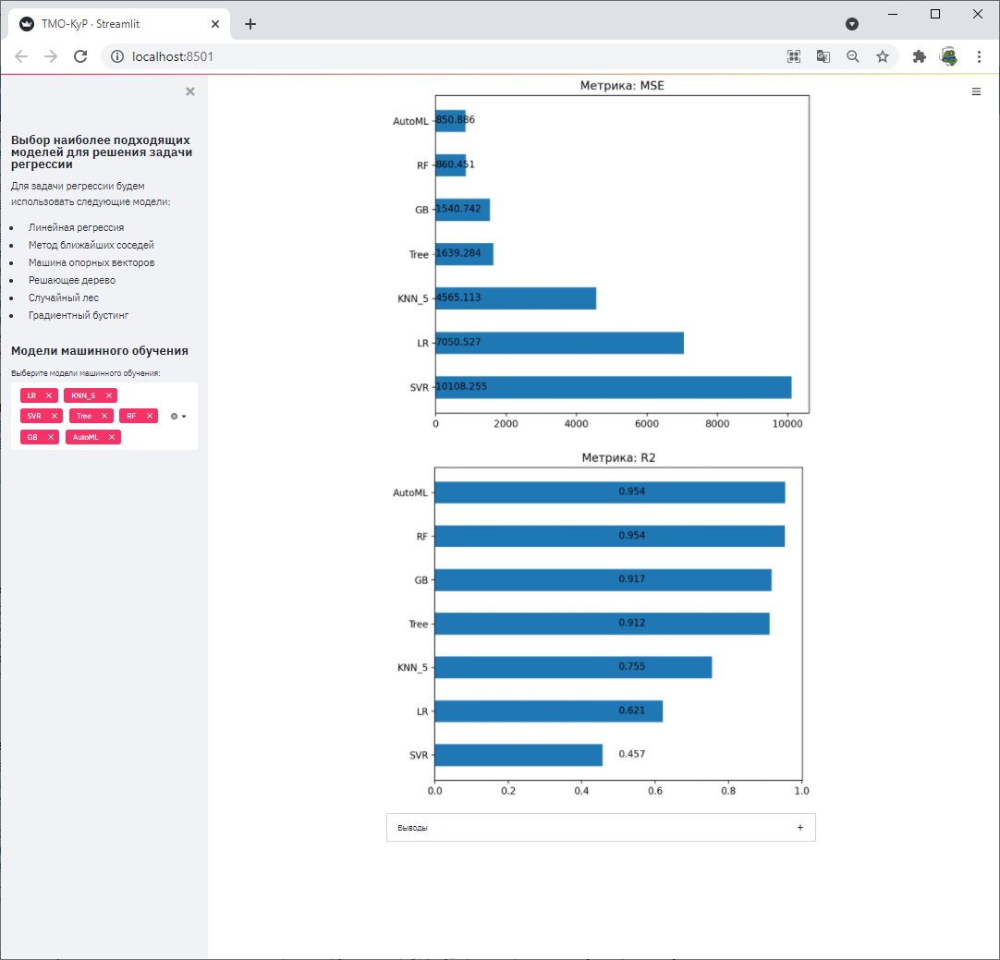 ТМО-КуР · Streamlit
localhost:8501
Выбор наиболее подходящих
моделей для решения задачи
регрессии
Для задачи регрессии будем
использовать следующие модели:
Линейная регрессия
Метод ближайших соседей
Машина опорных векторов
Решающее дерево
Случайный лес
Градиентный бустинг
Модели машинного обучения
Выберите модели машинного обучения:
LR KNN_5
SVR Tree RF
GB AutoML
Метрика: MSE
AutoML 850.886
RF 860.451
GB 1540.742
Tree 1639.284
KNN_5 4565.113
LR 7050.527
SVR 10108.255
0 2000 4000 6000 8000 10000
Метрика: R2
AutoML 0.954
RF 0.954
GB 0.917
Tree 0.912
KNN_5 0.755
LR 0.621
SVR 0.457
0.0 0.2 0.4 0.6 0.8 1.0
Выводы +